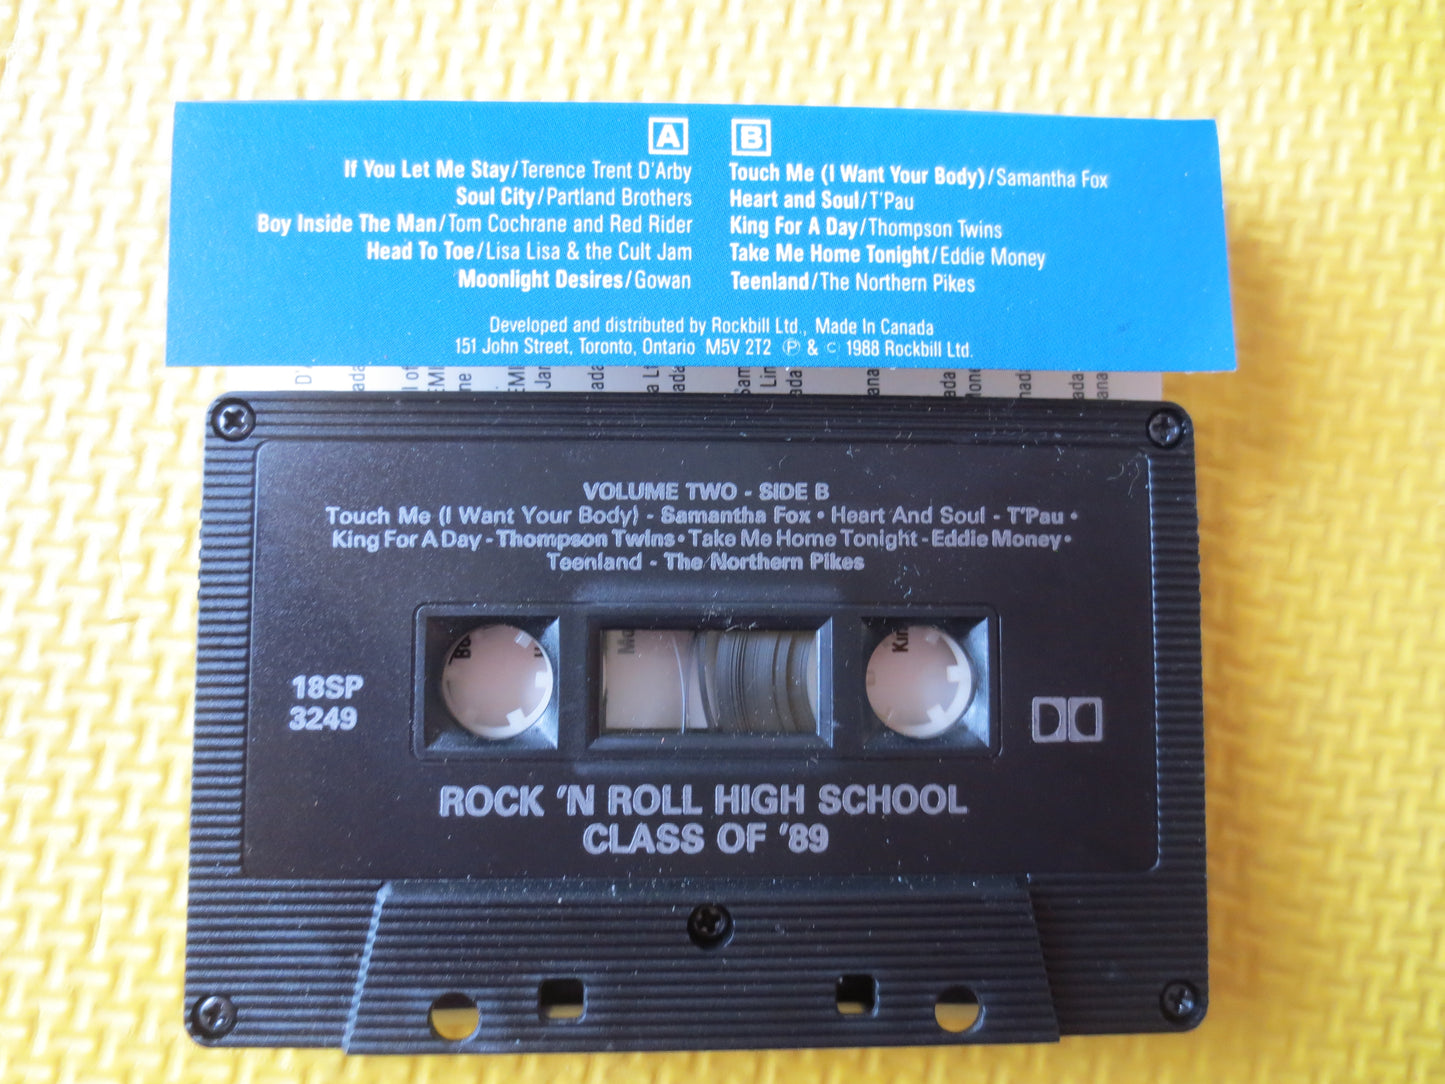 A
If You Let Me Stay/Terence Trent D'Arby
Soul City/Partland Brothers
Boy Inside The Man/Tom Cochrane and Red Rider
Head To Toe/Lisa Lisa & the Cult Jam
Moonlight Desires/Gowan
B
Touch Me (I Want Your Body)/Samantha Fox
Heart and Soul/T'Pau
King For A Day/Thompson Twins
Take Me Home Tonight/Eddie Money
Teenland/The Northern Pikes
Developed and distributed by Rockbill Ltd., Made In Canada
151 John Street, Toronto, Ontario M5V 2T2 ℗ & © 1988 Rockbill Ltd.
VOLUME TWO - SIDE B
Touch Me (I Want Your Body) - Samantha Fox • Heart And Soul - T'Pau •
King For A Day - Thompson Twins • Take Me Home Tonight - Eddie Money •
Teenland - The Northern Pikes
18SP
3249
ROCK 'N ROLL HIGH SCHOOL
CLASS OF '89